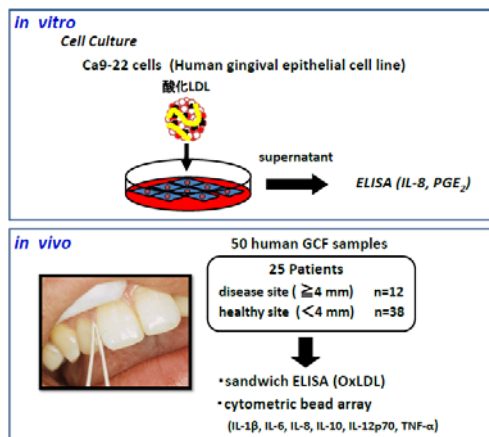 in vitro
Cell Culture
Ca9-22 cells (Human gingival epithelial cell line)
酸化LDL
supernatant
ELISA (IL-8, PGE₂)
in vivo
50 human GCF samples
25 Patients
disease site ( ≧4 mm) n=12
healthy site (<4 mm) n=38
・sandwich ELISA (OxLDL)
・cytometric bead array
(IL-1β, IL-6, IL-8, IL-10, IL-12p70, TNF-α)